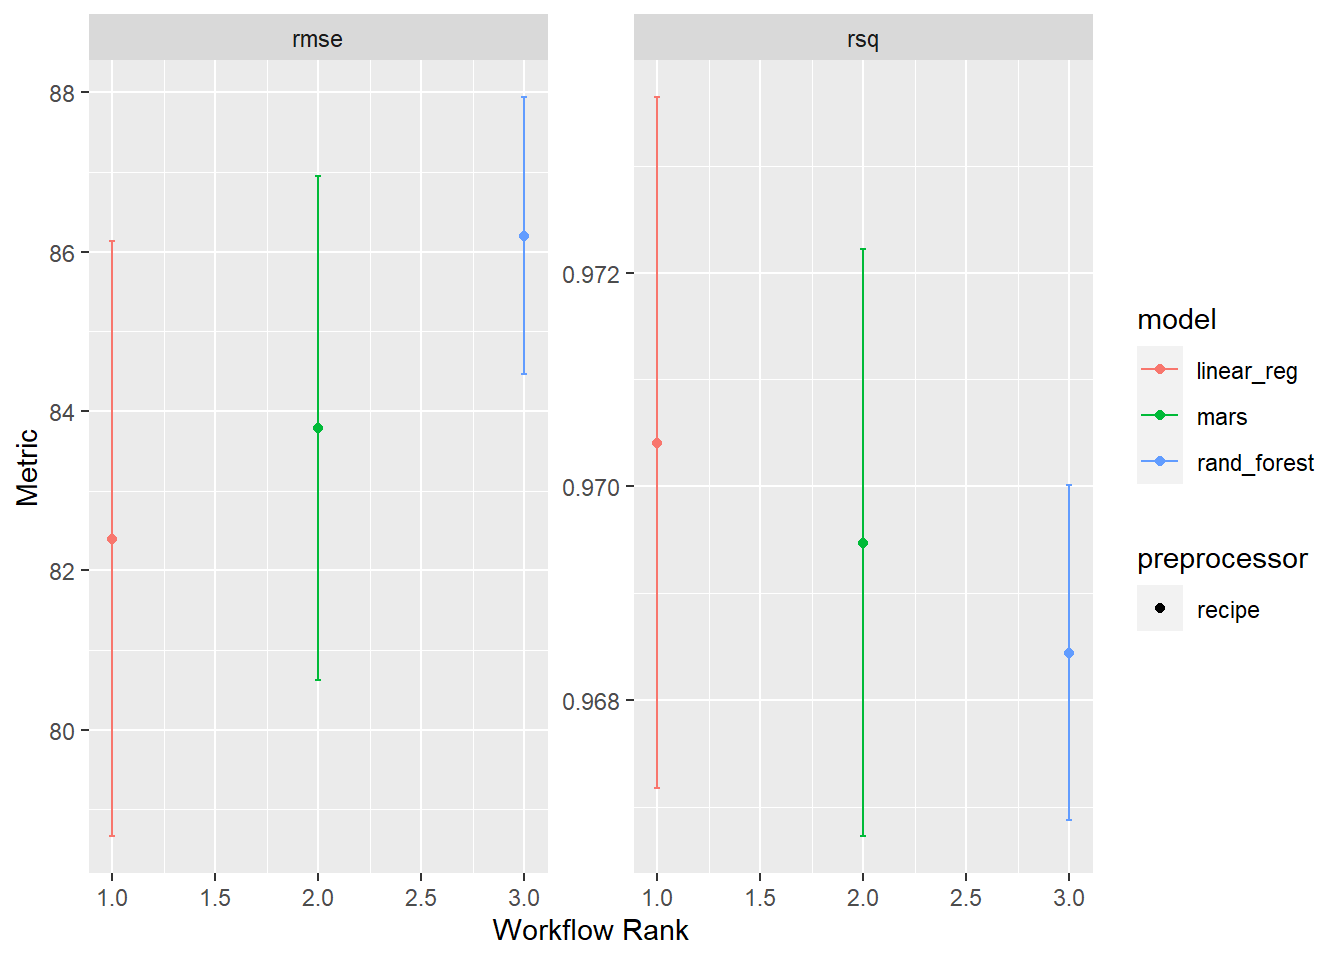 rmse
rsq
Metric
88
86
84
82
80
0.972
0.970
0.968
1.0 1.5 2.0 2.5 3.0
1.0 1.5 2.0 2.5 3.0
Workflow Rank
model
linear_reg
mars
rand_forest
preprocessor
recipe